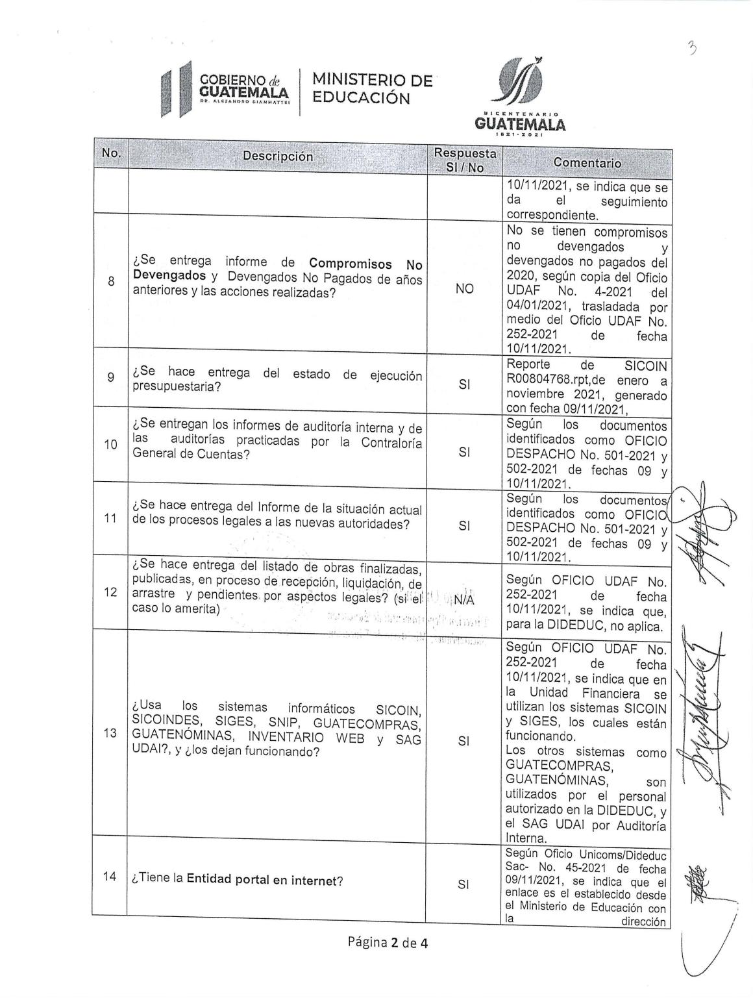 3
GOBIERNO de
GUATEMALA
DR. ALEJANDRO GIAMMATTEI
MINISTERIO DE
EDUCACIÓN
BICENTENARIO
GUATEMALA
1821-2021
No.
Descripción
Respuesta
SI / No
Comentario
10/11/2021, se indica que se
da el seguimiento
correspondiente.
8
¿Se entrega informe de Compromisos No
Devengados y Devengados No Pagados de años
anteriores y las acciones realizadas?
NO
No se tienen compromisos
no devengados y
devengados no pagados del
2020, según copia del Oficio
UDAF No. 4-2021 del
04/01/2021, trasladada por
medio del Oficio UDAF No.
252-2021 de fecha
10/11/2021.
9
¿Se hace entrega del estado de ejecución
presupuestaria?
SI
Reporte de SICOIN
R00804768.rpt,de enero a
noviembre 2021, generado
con fecha 09/11/2021,
10
¿Se entregan los informes de auditoría interna y de
las auditorías practicadas por la Contraloría
General de Cuentas?
SI
Según los documentos
identificados como OFICIO
DESPACHO No. 501-2021 y
502-2021 de fechas 09 y
10/11/2021.
11
¿Se hace entrega del Informe de la situación actual
de los procesos legales a las nuevas autoridades?
SI
Según los documentos
identificados como OFICIO
DESPACHO No. 501-2021 y
502-2021 de fechas 09 y
10/11/2021.
12
¿Se hace entrega del listado de obras finalizadas,
publicadas, en proceso de recepción, liquidación, de
arrastre y pendientes por aspectos legales? (si el
caso lo amerita)
N/A
Según OFICIO UDAF No.
252-2021 de fecha
10/11/2021, se indica que,
para la DIDEDUC, no aplica.
13
¿Usa los sistemas informáticos SICOIN,
SICOINDES, SIGES, SNIP, GUATECOMPRAS,
GUATENÓMINAS, INVENTARIO WEB y SAG
UDAI?, y ¿los dejan funcionando?
SI
Según OFICIO UDAF No.
252-2021 de fecha
10/11/2021, se indica que en
la Unidad Financiera se
utilizan los sistemas SICOIN
y SIGES, los cuales están
funcionando.
Los otros sistemas como
GUATECOMPRAS,
GUATENÓMINAS, son
utilizados por el personal
autorizado en la DIDEDUC, y
el SAG UDAI por Auditoría
Interna.
14
¿Tiene la Entidad portal en internet?
SI
Según Oficio Unicoms/Dideduc
Sac- No. 45-2021 de fecha
09/11/2021, se indica que el
enlace es el establecido desde
el Ministerio de Educación con
la dirección
Página 2 de 4